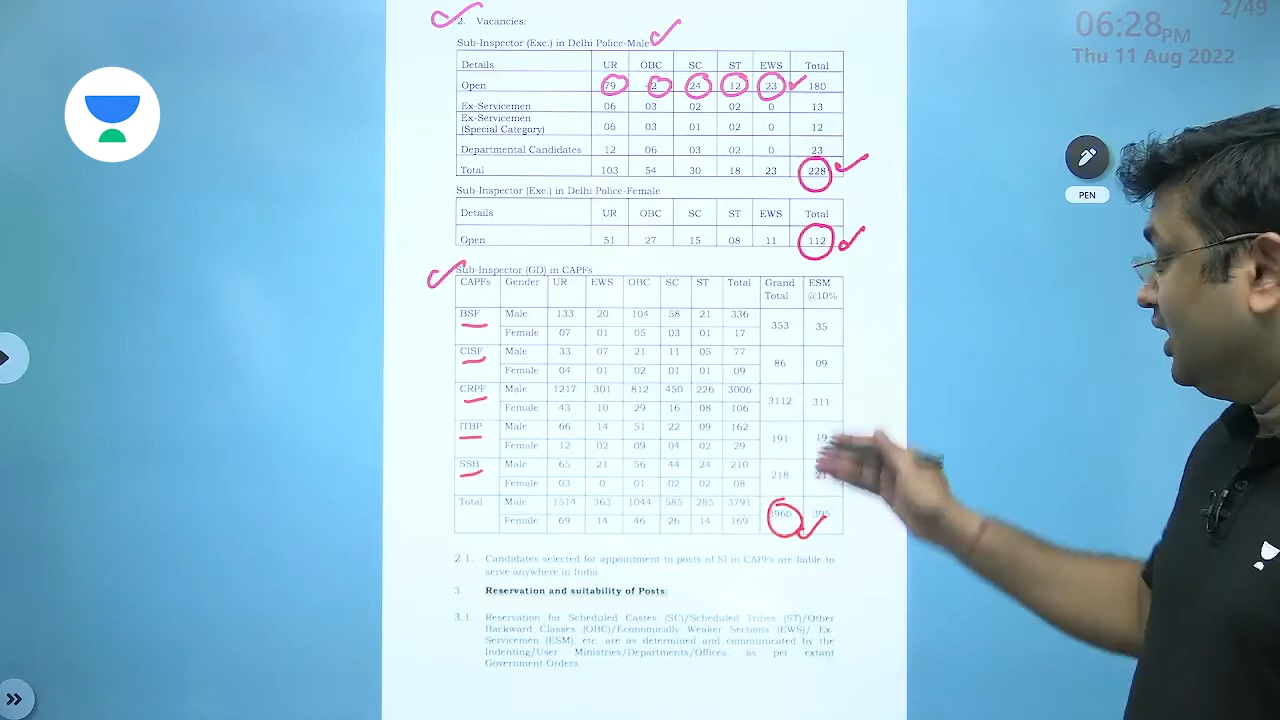 2/49
06:28PM
Thu 11 Aug 2022
PEN
2. Vacancies:
Sub-Inspector (Exe.) in Delhi Police-Male
Details UR OBC SC ST EWS Total
Open 79 42 24 12 23 180
Ex-Servicemen 06 03 02 02 0 13
Ex-Servicemen
(Special Category) 06 03 01 02 0 12
Departmental Candidates 12 06 03 02 0 23
Total 103 54 30 18 23 228
Sub-Inspector (Exe.) in Delhi Police-Female
Details UR OBC SC ST EWS Total
Open 51 27 15 08 11 112
Sub-Inspector (GD) in CAPFs
CAPFs Gender UR EWS OBC SC ST Total Grand Total ESM @10%
BSF Male 133 20 104 58 21 336 353 35
Female 07 01 05 03 01 17
CISF Male 33 07 21 11 05 77 86 09
Female 04 01 02 01 01 09
CRPF Male 1217 301 812 450 226 3006 3112 311
Female 43 10 29 16 08 106
ITBP Male 66 14 51 22 09 162 191 19
Female 12 02 09 04 02 29
SSB Male 65 21 56 44 24 210 218 21
Female 03 0 01 02 02 08
Total Male 1514 363 1044 585 285 3791 3960 395
Female 69 14 46 26 14 169
2.1. Candidates selected for appointment to posts of SI in CAPFs are liable to
serve anywhere in India.
3. Reservation and suitability of Posts:
3.1. Reservation for Scheduled Castes (SC)/Scheduled Tribes (ST)/Other
Backward Classes (OBC)/Economically Weaker Sections (EWS)/ Ex-
Servicemen (ESM), etc. are as determined and communicated by the
Indenting/User Ministries/Departments/Offices, as per extant
Government Orders.